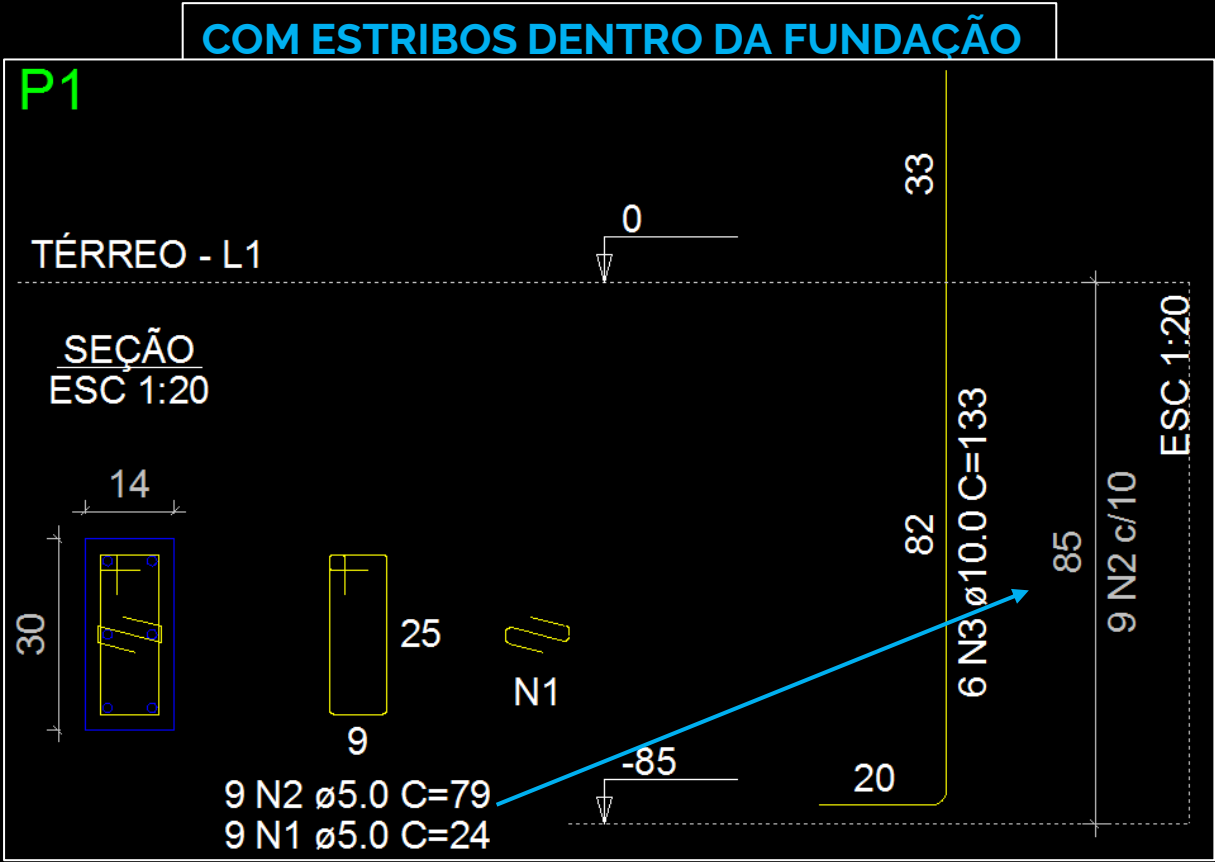 COM ESTRIBOS DENTRO DA FUNDAÇÃO
P1
33
0
TÉRREO - L1
SEÇÃO
ESC 1:20
ESC 1:20
14
30
25
9
N1
82
6 N3 ø10.0 C=133
85
9 N2 c/10
-85
20
9 N2 ø5.0 C=79
9 N1 ø5.0 C=24